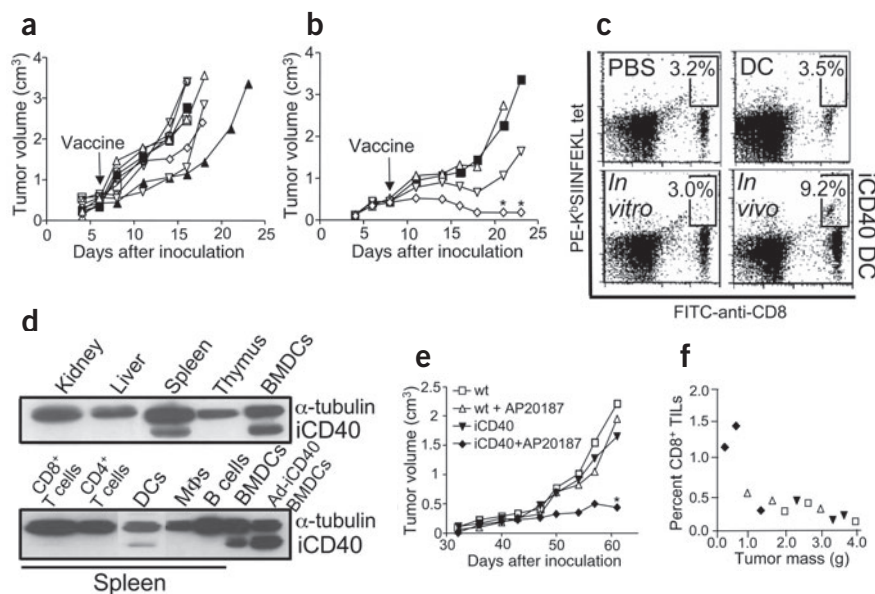 a
Tumor volume (cm³)
4
3
2
1
0
Vaccine
0 5 10 15 20 25
Days after inoculation
b
Tumor volume (cm³)
4
3
2
1
0
Vaccine
* *
0 5 10 15 20 25
Days after inoculation
c
PE-KᵇSIINFEKL tet
PBS 3.2%
DC 3.5%
In vitro 3.0%
In vivo 9.2%
iCD40 DC
FITC-anti-CD8
d
Kidney
Liver
Spleen
Thymus
BMDCs
α-tubulin
iCD40
CD8⁺ T cells
CD4⁺ T cells
DCs
MΦs
B cells
BMDCs
Ad-iCD40 BMDCs
α-tubulin
iCD40
Spleen
e
Tumor volume (cm³)
2.5
2
1.5
1
0.5
0
wt
wt + AP20187
iCD40
iCD40+AP20187
*
30 40 50 60
Days after inoculation
f
Percent CD8⁺ TILs
2.0
1.5
1.0
0.5
0
0.0 1.0 2.0 3.0 4.0
Tumor mass (g)